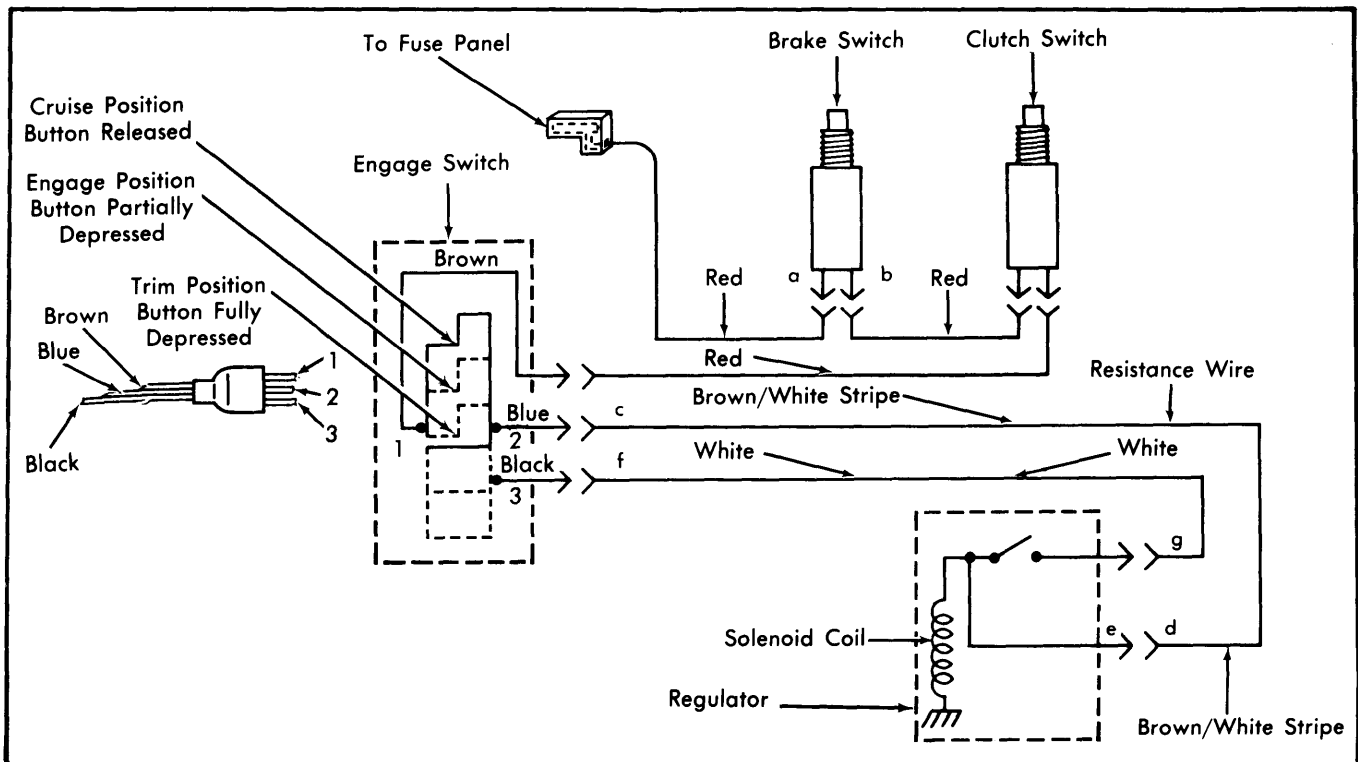 To Fuse Panel
Brake Switch
Clutch Switch
Cruise Position
Button Released
Engage Switch
Engage Position
Button Partially
Depressed
Brown
Trim Position
Button Fully
Depressed
Brown
Blue
Black
1
2
3
Red
a
b
Red
Red
Brown/White Stripe
Resistance Wire
1
Blue
2
c
Black
3
f
White
White
g
Solenoid Coil
e
d
Regulator
Brown/White Stripe